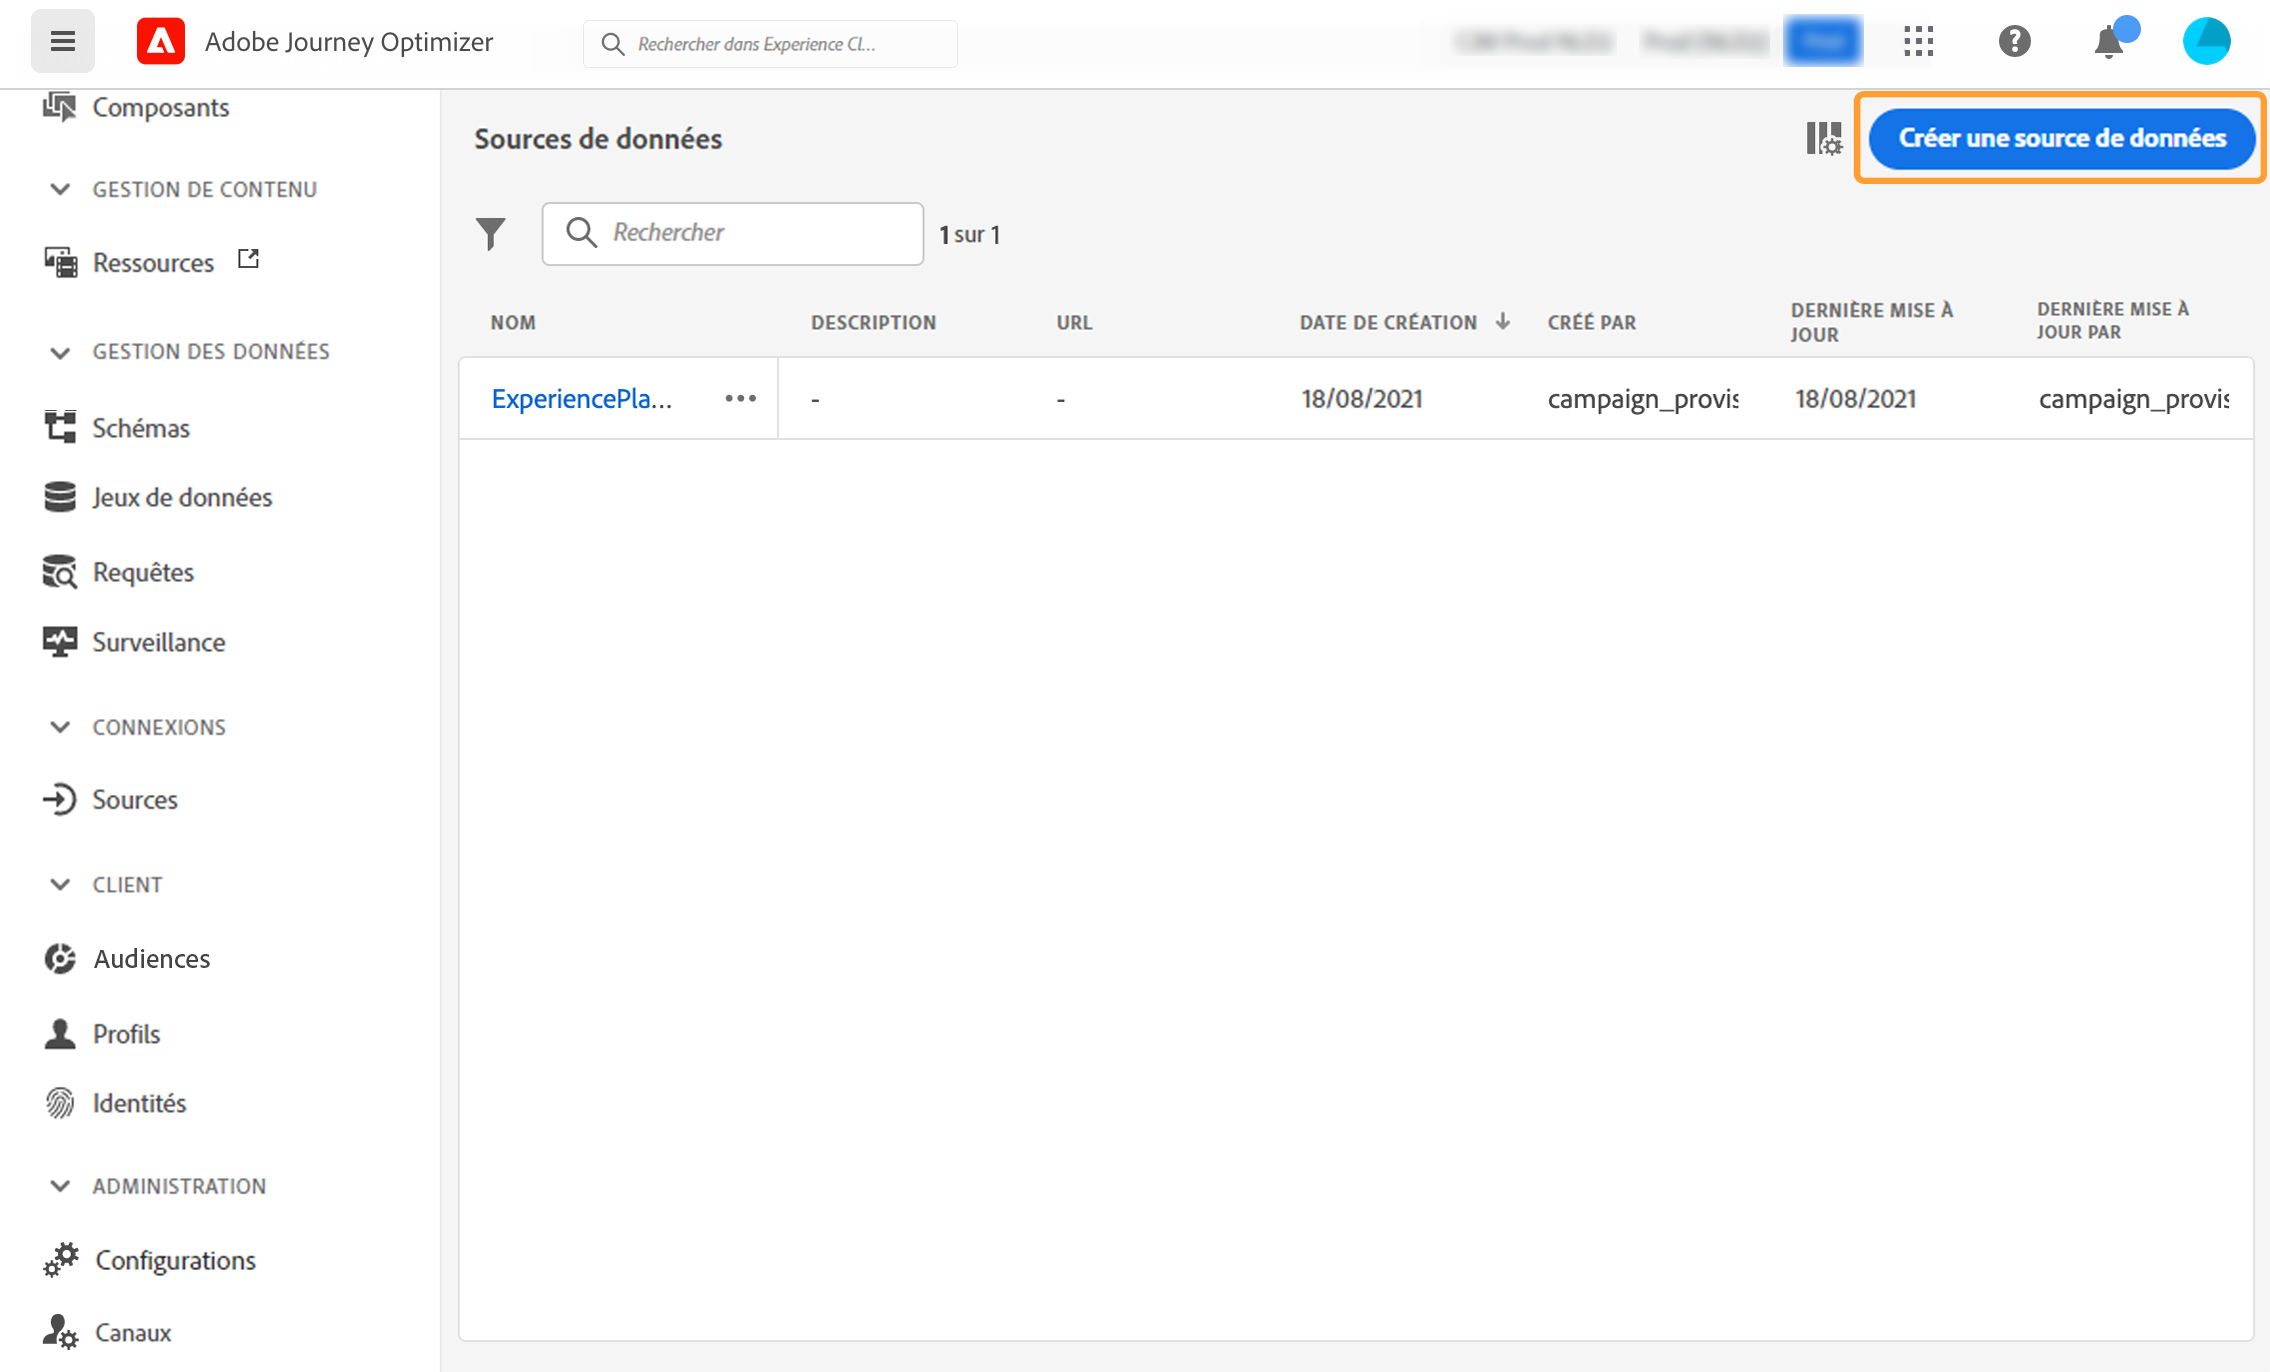 Adobe Journey Optimizer
Rechercher dans Experience Cl...
Composants
GESTION DE CONTENU
Ressources
GESTION DES DONNÉES
Schémas
Jeux de données
Requêtes
Surveillance
CONNEXIONS
Sources
CLIENT
Audiences
Profils
Identités
ADMINISTRATION
Configurations
Canaux
Sources de données
Créer une source de données
Rechercher
1 sur 1
NOM DESCRIPTION URL DATE DE CRÉATION CRÉÉ PAR DERNIÈRE MISE À JOUR DERNIÈRE MISE À JOUR PAR
ExperiencePla... - - 18/08/2021 campaign_provis 18/08/2021 campaign_provis